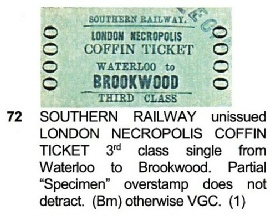 SOUTHERN RAILWAY.
LONDON NECROPOLIS
COFFIN TICKET
WATERLOO to
BROOKWOOD
THIRD CLASS
0000
0000
72 SOUTHERN RAILWAY unissued
LONDON NECROPOLIS COFFIN
TICKET 3rd class single from
Waterloo to Brookwood. Partial
“Specimen” overstamp does not
detract. (Bm) otherwise VGC. (1)